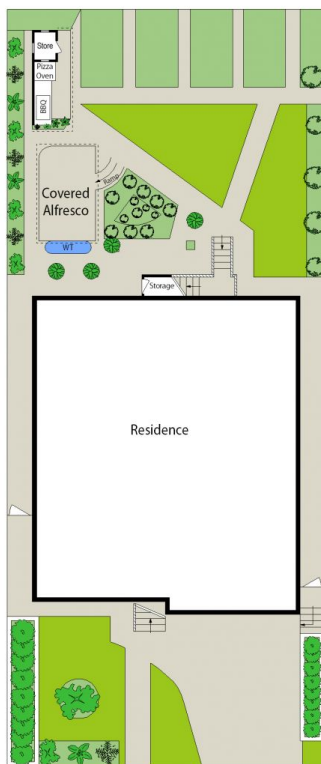 Store
Pizza
Oven
BBQ
Ramp
Covered
Alfresco
WT
Storage
Residence